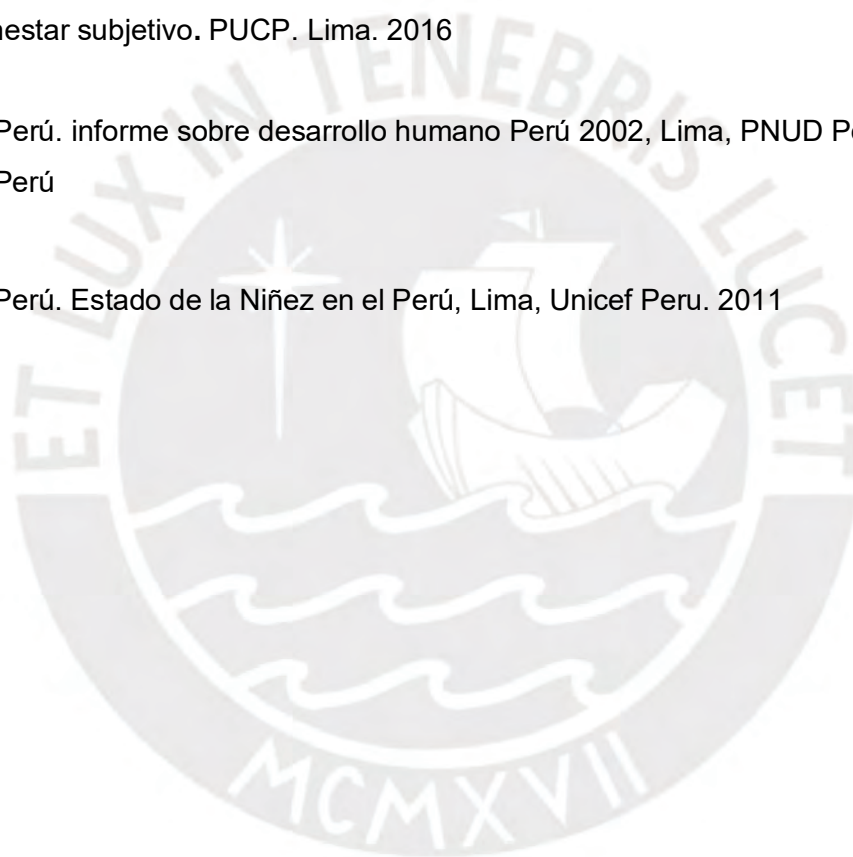 nestar subjetivo. PUCP. Lima. 2016
Perú. informe sobre desarrollo humano Perú 2002, Lima, PNUD
Perú
Perú. Estado de la Niñez en el Perú, Lima, Unicef Peru. 2011
ET LUX IN TENEBRIS LUCET
MCMXVII